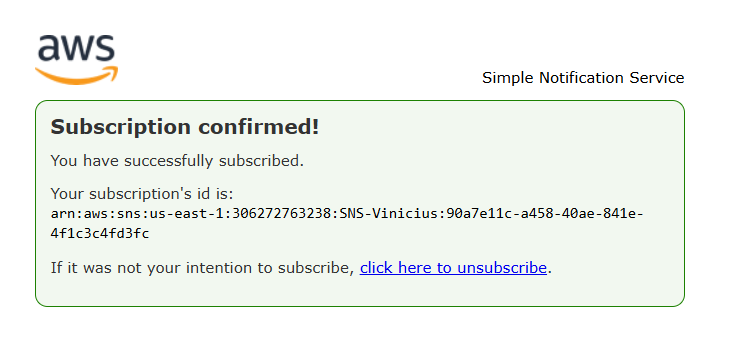 aws
Simple Notification Service
Subscription confirmed!
You have successfully subscribed.
Your subscription's id is:
arn:aws:sns:us-east-1:306272763238:SNS-Vinicius:90a7e11c-a458-40ae-841e-
4f1c3c4fd3fc
If it was not your intention to subscribe, click here to unsubscribe.